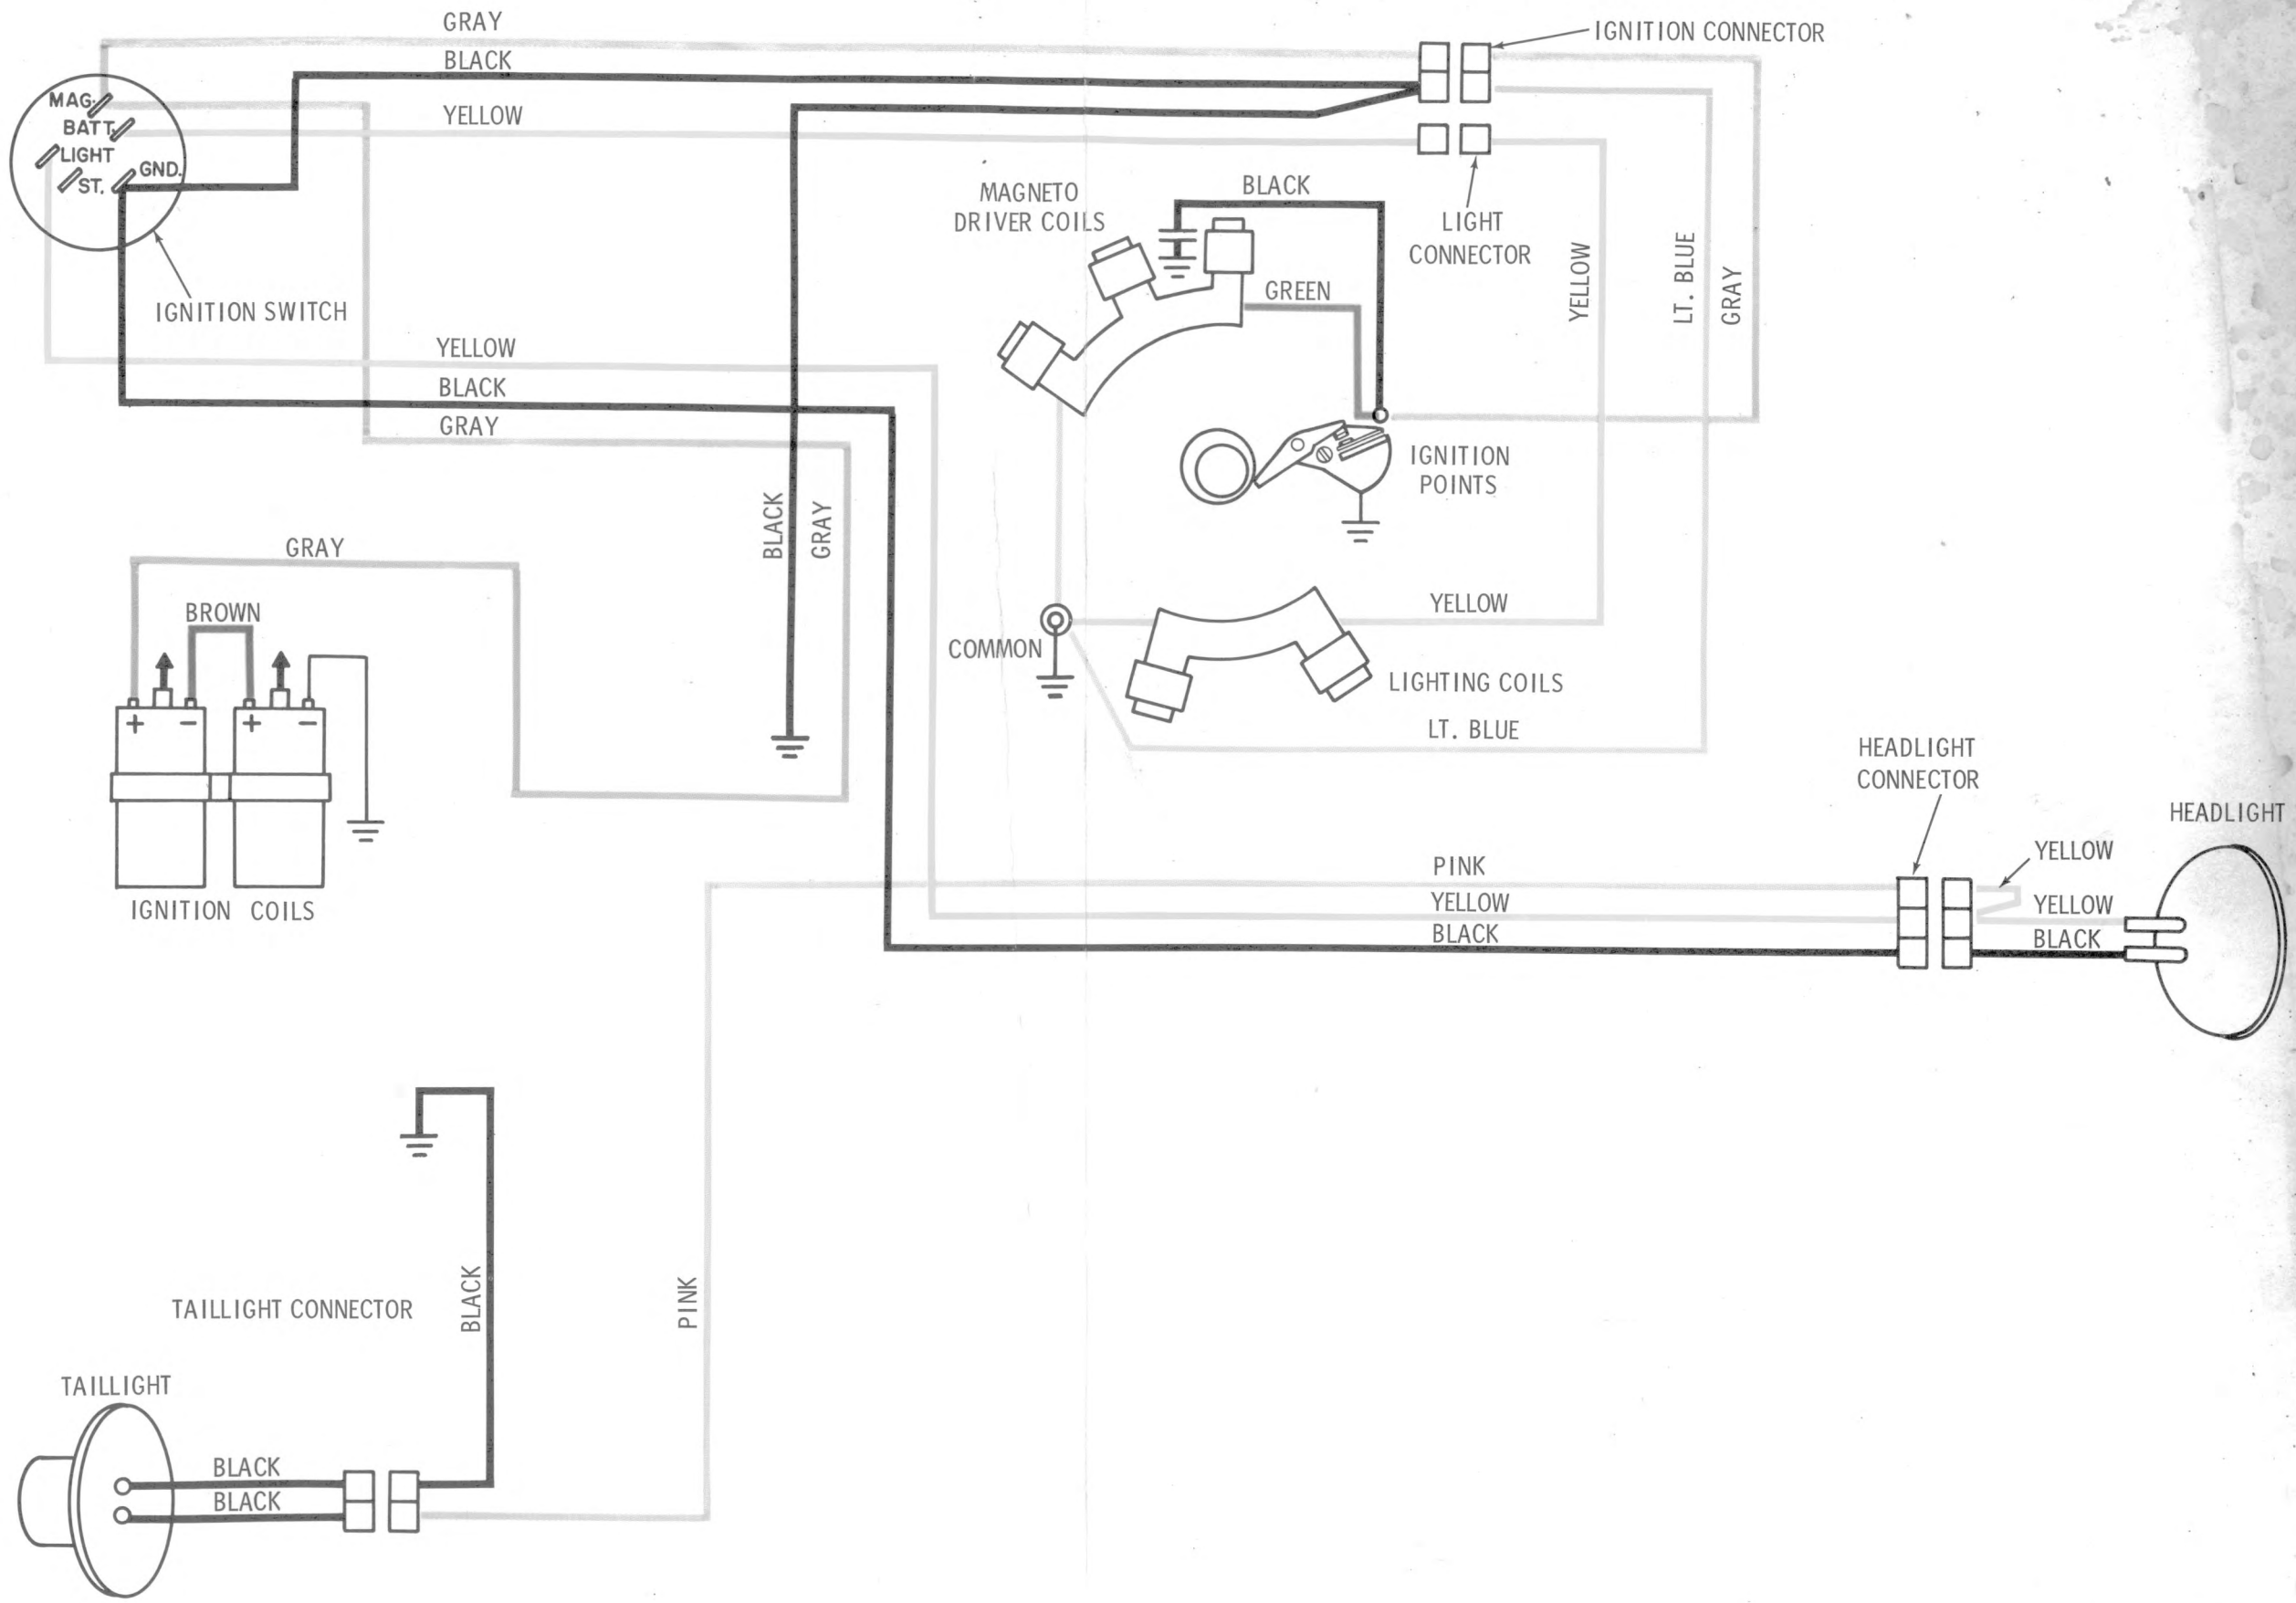 GRAY
IGNITION CONNECTOR
BLACK
MAG.
BATT.
YELLOW
LIGHT
GND.
ST.
MAGNETO
DRIVER COILS
BLACK
LIGHT
CONNECTOR
YELLOW
LT. BLUE
GRAY
GREEN
IGNITION SWITCH
YELLOW
BLACK
GRAY
IGNITION
POINTS
BLACK
GRAY
GRAY
BROWN
YELLOW
COMMON
LIGHTING COILS
LT. BLUE
+
−
+
−
HEADLIGHT
CONNECTOR
HEADLIGHT
YELLOW
PINK
YELLOW
YELLOW
IGNITION COILS
BLACK
BLACK
BLACK
PINK
TAILLIGHT CONNECTOR
TAILLIGHT
BLACK
BLACK